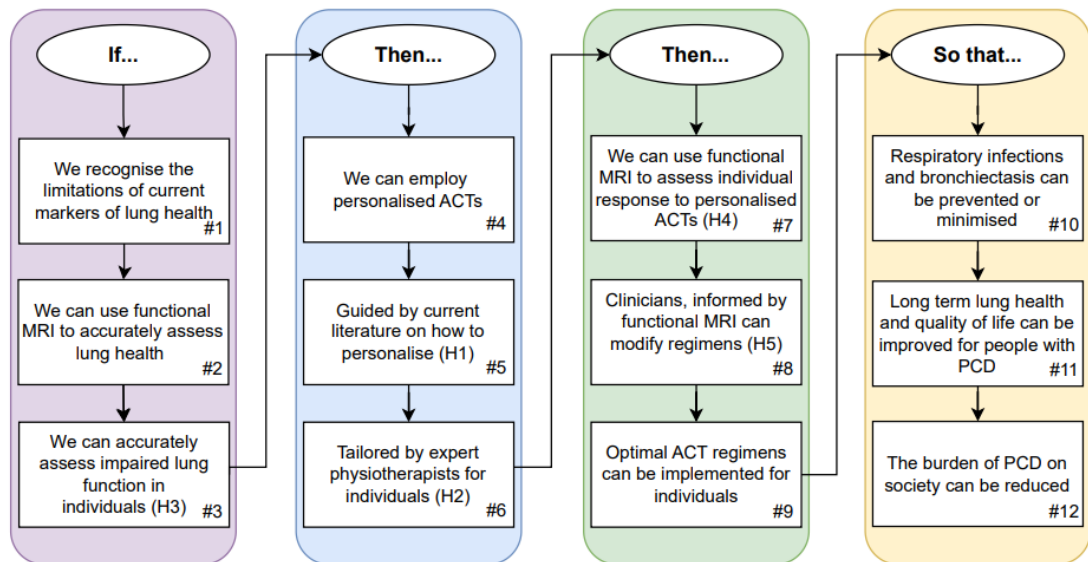 If...
We recognise the
limitations of current
markers of lung health
#1
We can use functional
MRI to accurately assess
lung health
#2
We can accurately
assess impaired lung
function in
individuals (H3)
#3
Then...
We can employ
personalised ACTs
#4
Guided by current
literature on how to
personalise (H1)
#5
Tailored by expert
physiotherapists for
individuals (H2)
#6
Then...
We can use functional
MRI to assess individual
response to personalised
ACTs (H4)
#7
Clinicians, informed by
functional MRI can
modify regimens (H5)
#8
Optimal ACT regimens
can be implemented for
individuals
#9
So that...
Respiratory infections
and bronchiectasis can
be prevented or
minimised
#10
Long term lung health
and quality of life can be
improved for people with
PCD
#11
The burden of PCD on
society can be reduced
#12